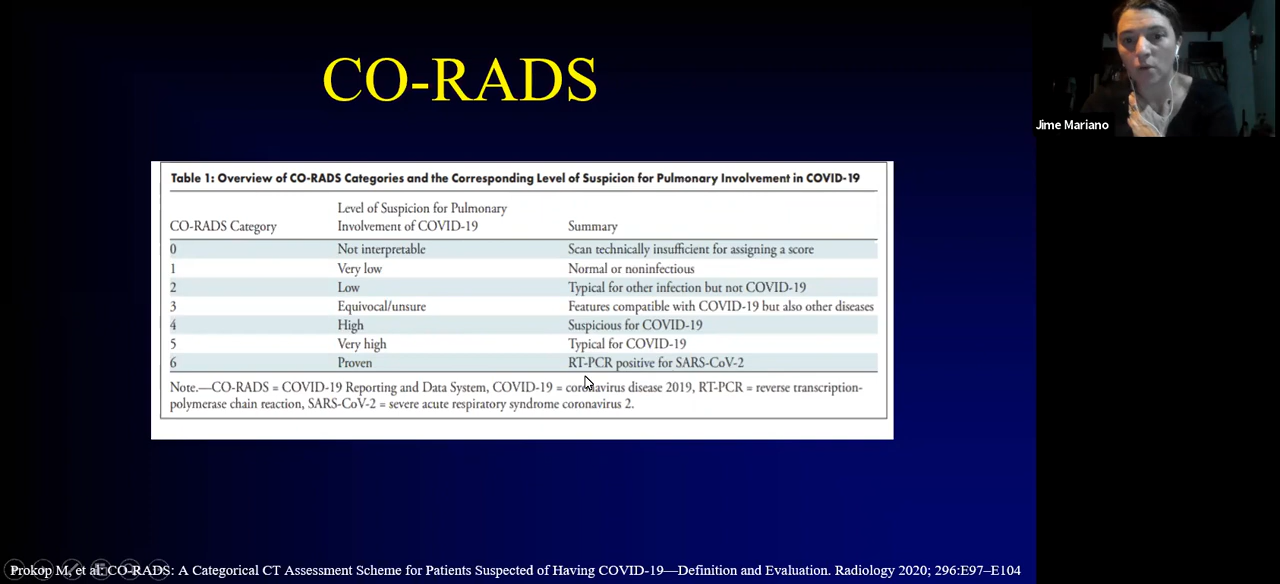 CO-RADS
Jime Mariano
Table 1: Overview of CO-RADS Categories and the Corresponding Level of Suspicion for Pulmonary Involvement in COVID-19
CO-RADS Category Level of Suspicion for Pulmonary Involvement of COVID-19 Summary
0 Not interpretable Scan technically insufficient for assigning a score
1 Very low Normal or noninfectious
2 Low Typical for other infection but not COVID-19
3 Equivocal/unsure Features compatible with COVID-19 but also other diseases
4 High Suspicious for COVID-19
5 Very high Typical for COVID-19
6 Proven RT-PCR positive for SARS-CoV-2
Note.—CO-RADS = COVID-19 Reporting and Data System, COVID-19 = coronavirus disease 2019, RT-PCR = reverse transcription-
polymerase chain reaction, SARS-CoV-2 = severe acute respiratory syndrome coronavirus 2.
Prokop M, et al. CO-RADS: A Categorical CT Assessment Scheme for Patients Suspected of Having COVID-19—Definition and Evaluation. Radiology 2020; 296:E97–E104